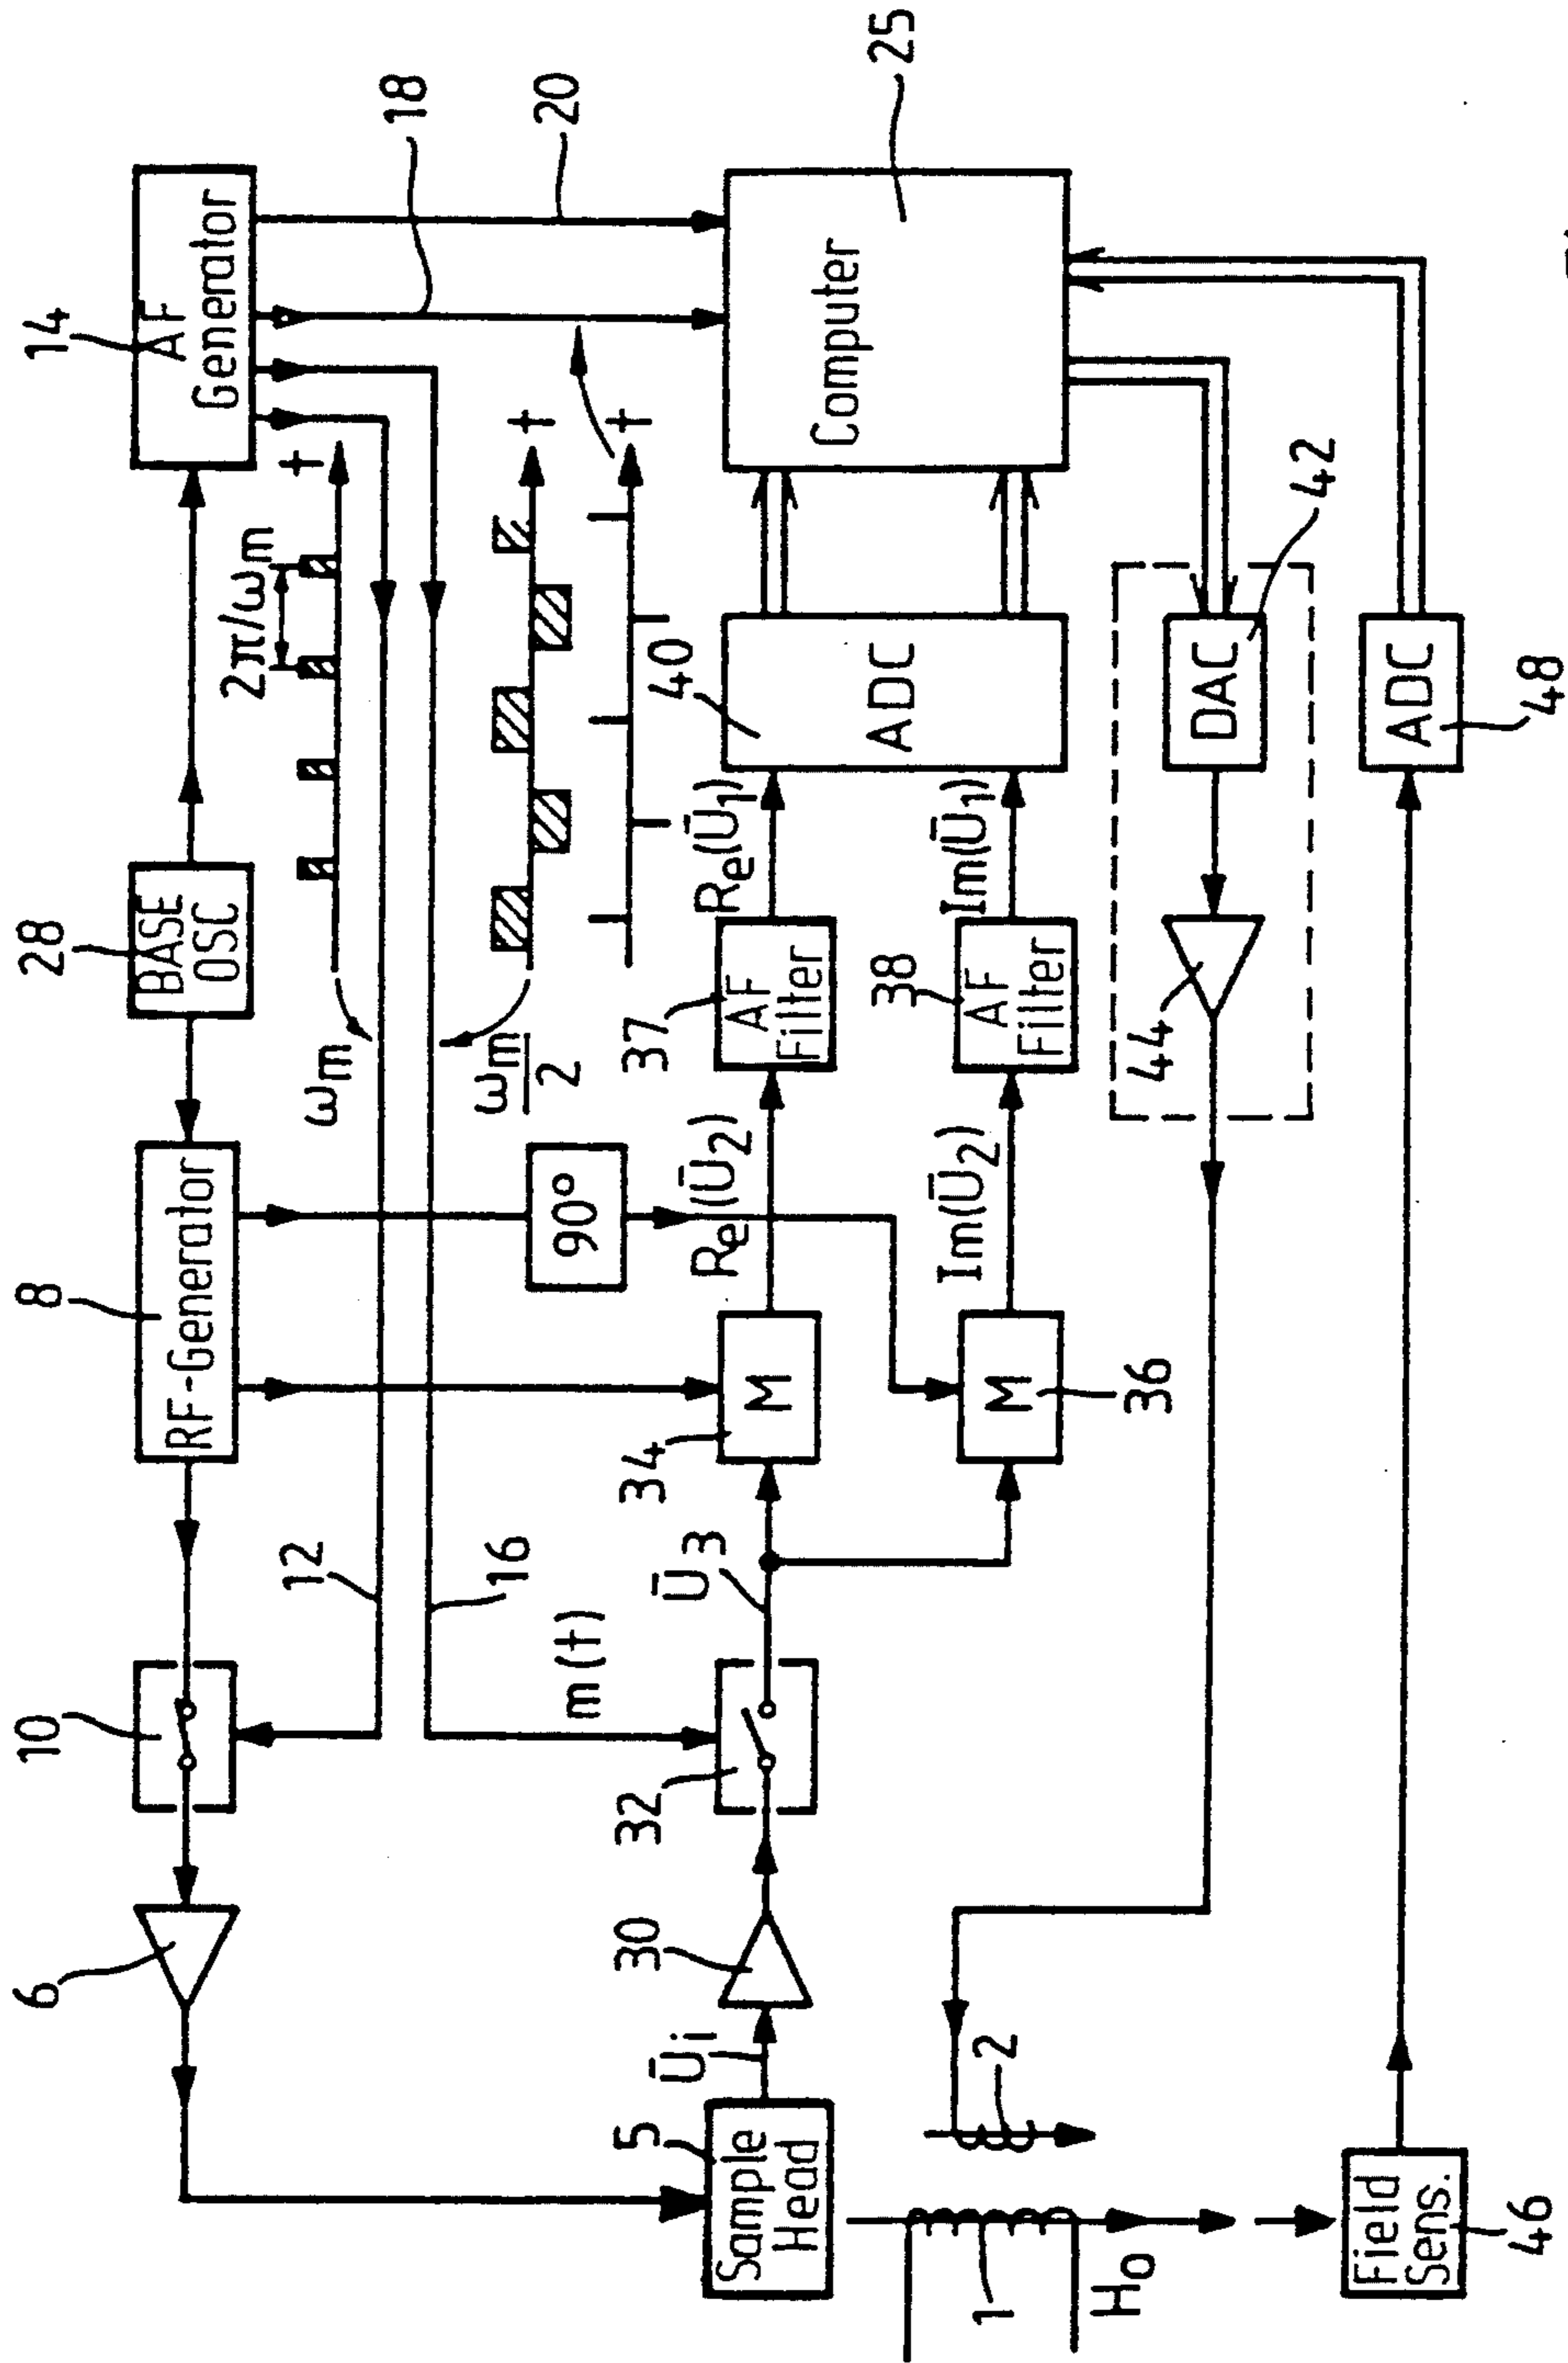 6
10
8
28
14
RF-Generator
BASE
OSC
AF
Generator
12
16
ωm
2π/ωm
t
18
20
ωm
2
t
t
m(t)
90°
5
Sample
Head
Ūi
30
32
Ū3
34
M
Re(Ū2)
37
AF
Filter
Re(Ū1)
40
ADC
Computer
25
36
M
Im(Ū2)
38
AF
Filter
Im(Ū1)
1
H0
2
44
DAC
42
46
Field
Sens.
ADC
48